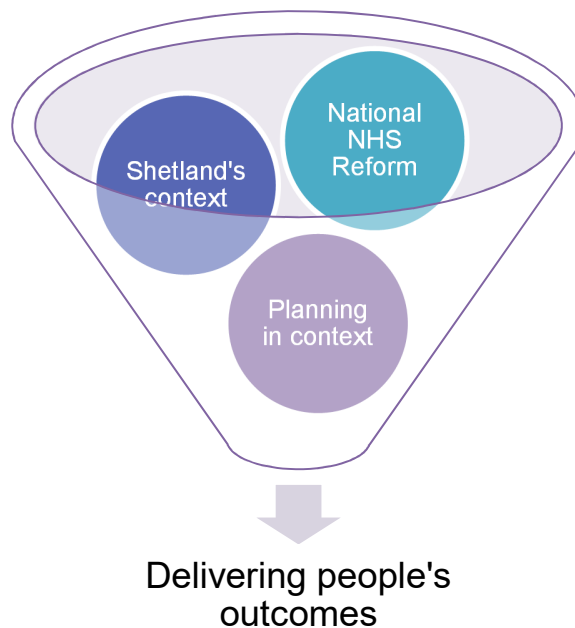 National
NHS
Reform
Shetland's
context
Planning
in context
Delivering people's
outcomes